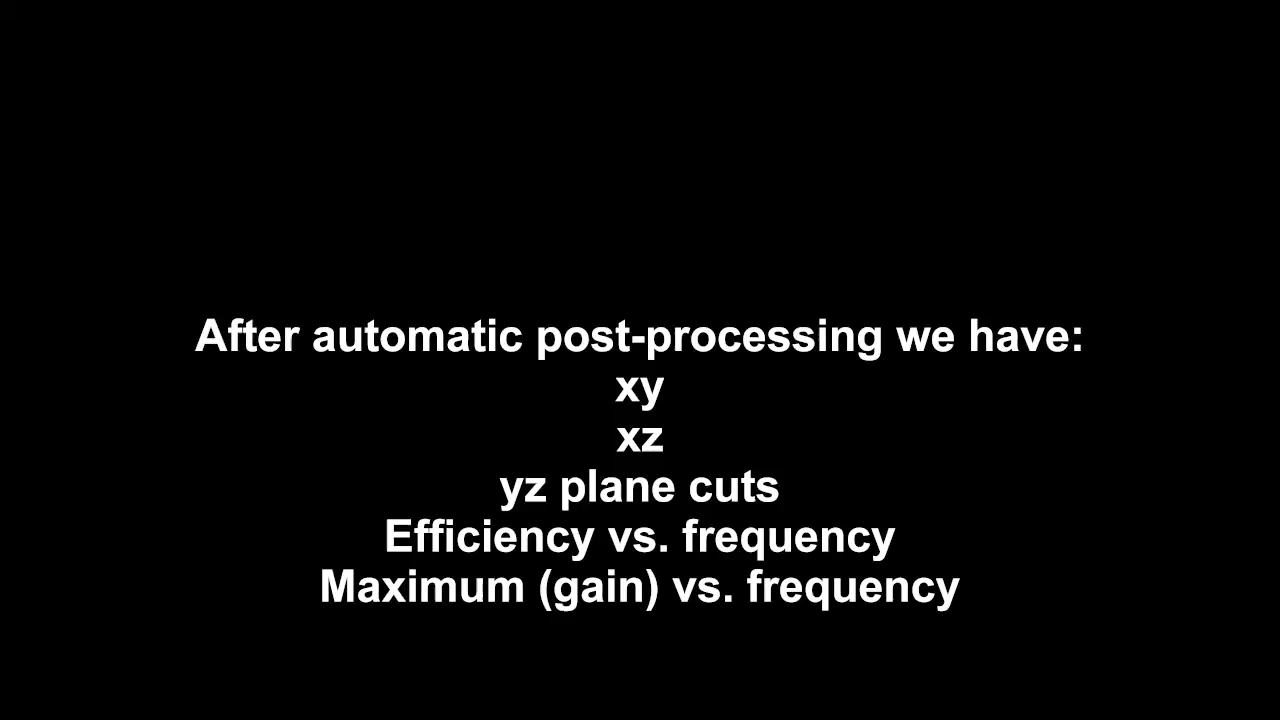 After automatic post-processing we have:
xy
xz
yz plane cuts
Efficiency vs. frequency
Maximum (gain) vs. frequency